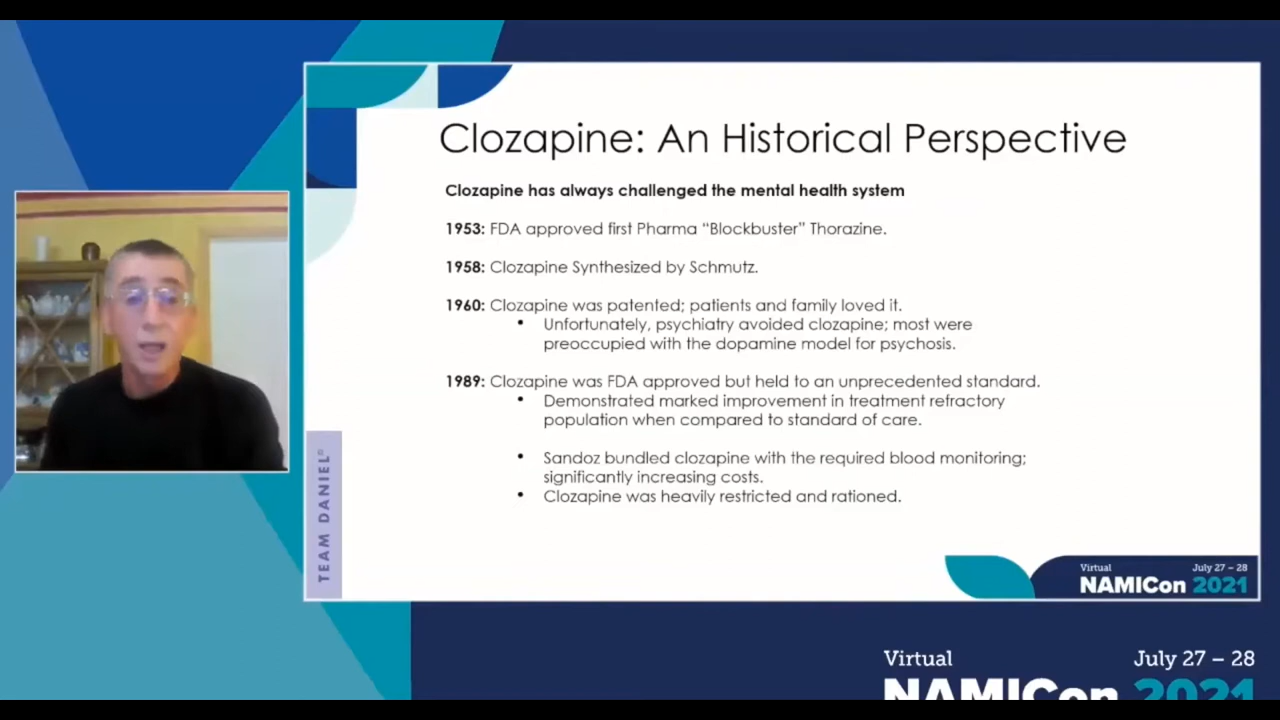 Clozapine: An Historical Perspective
Clozapine has always challenged the mental health system
1953: FDA approved first Pharma “Blockbuster” Thorazine.
1958: Clozapine Synthesized by Schmutz.
1960: Clozapine was patented; patients and family loved it.
• Unfortunately, psychiatry avoided clozapine; most were
preoccupied with the dopamine model for psychosis.
1989: Clozapine was FDA approved but held to an unprecedented standard.
• Demonstrated marked improvement in treatment refractory
population when compared to standard of care.
• Sandoz bundled clozapine with the required blood monitoring;
significantly increasing costs.
• Clozapine was heavily restricted and rationed.
TEAM DANIEL
Virtual July 27 – 28
NAMICon 2021
Virtual July 27 – 28
NAMICon 2021